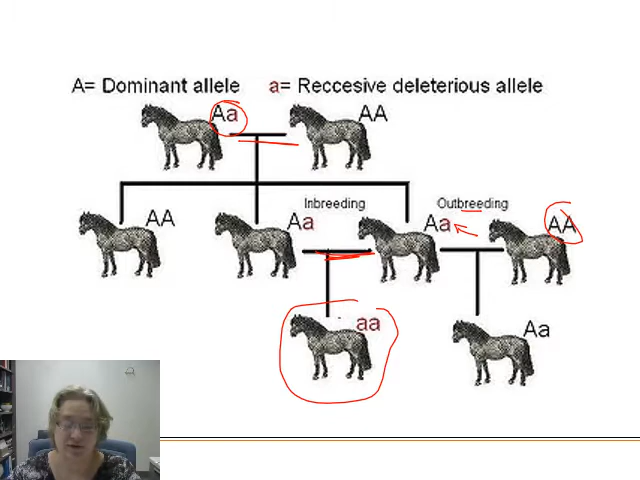 A= Dominant allele a= Reccesive deleterious allele
Aa AA
Inbreeding Outbreeding
AA Aa Aa AA
aa Aa